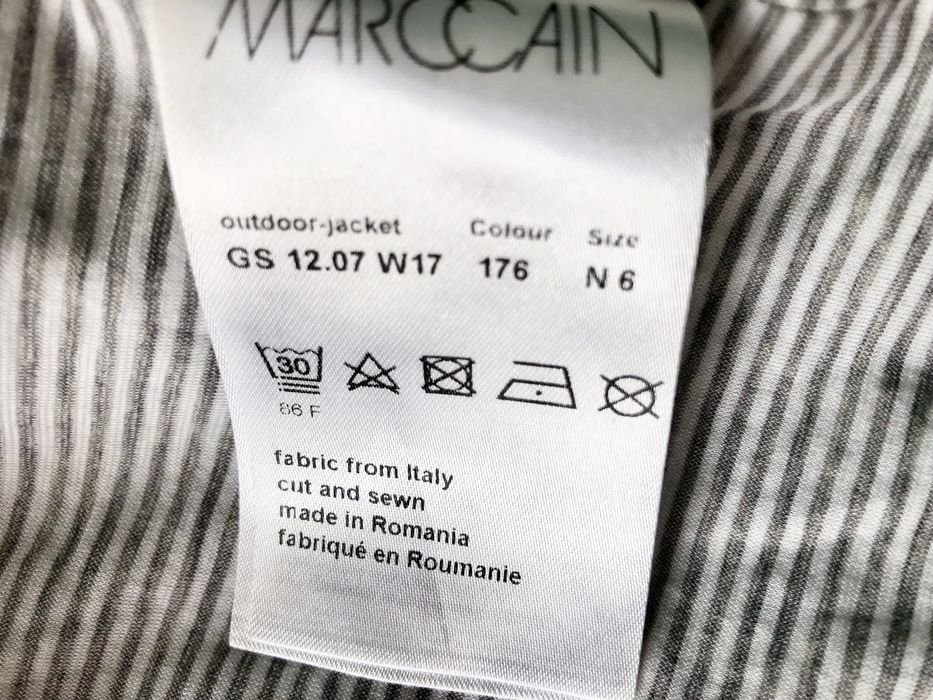 MARCCAIN
outdoor-jacket Colour Size
GS 12.07 W17 176 N 6
30
86 F
fabric from Italy
cut and sewn
made in Romania
fabriqué en Roumanie